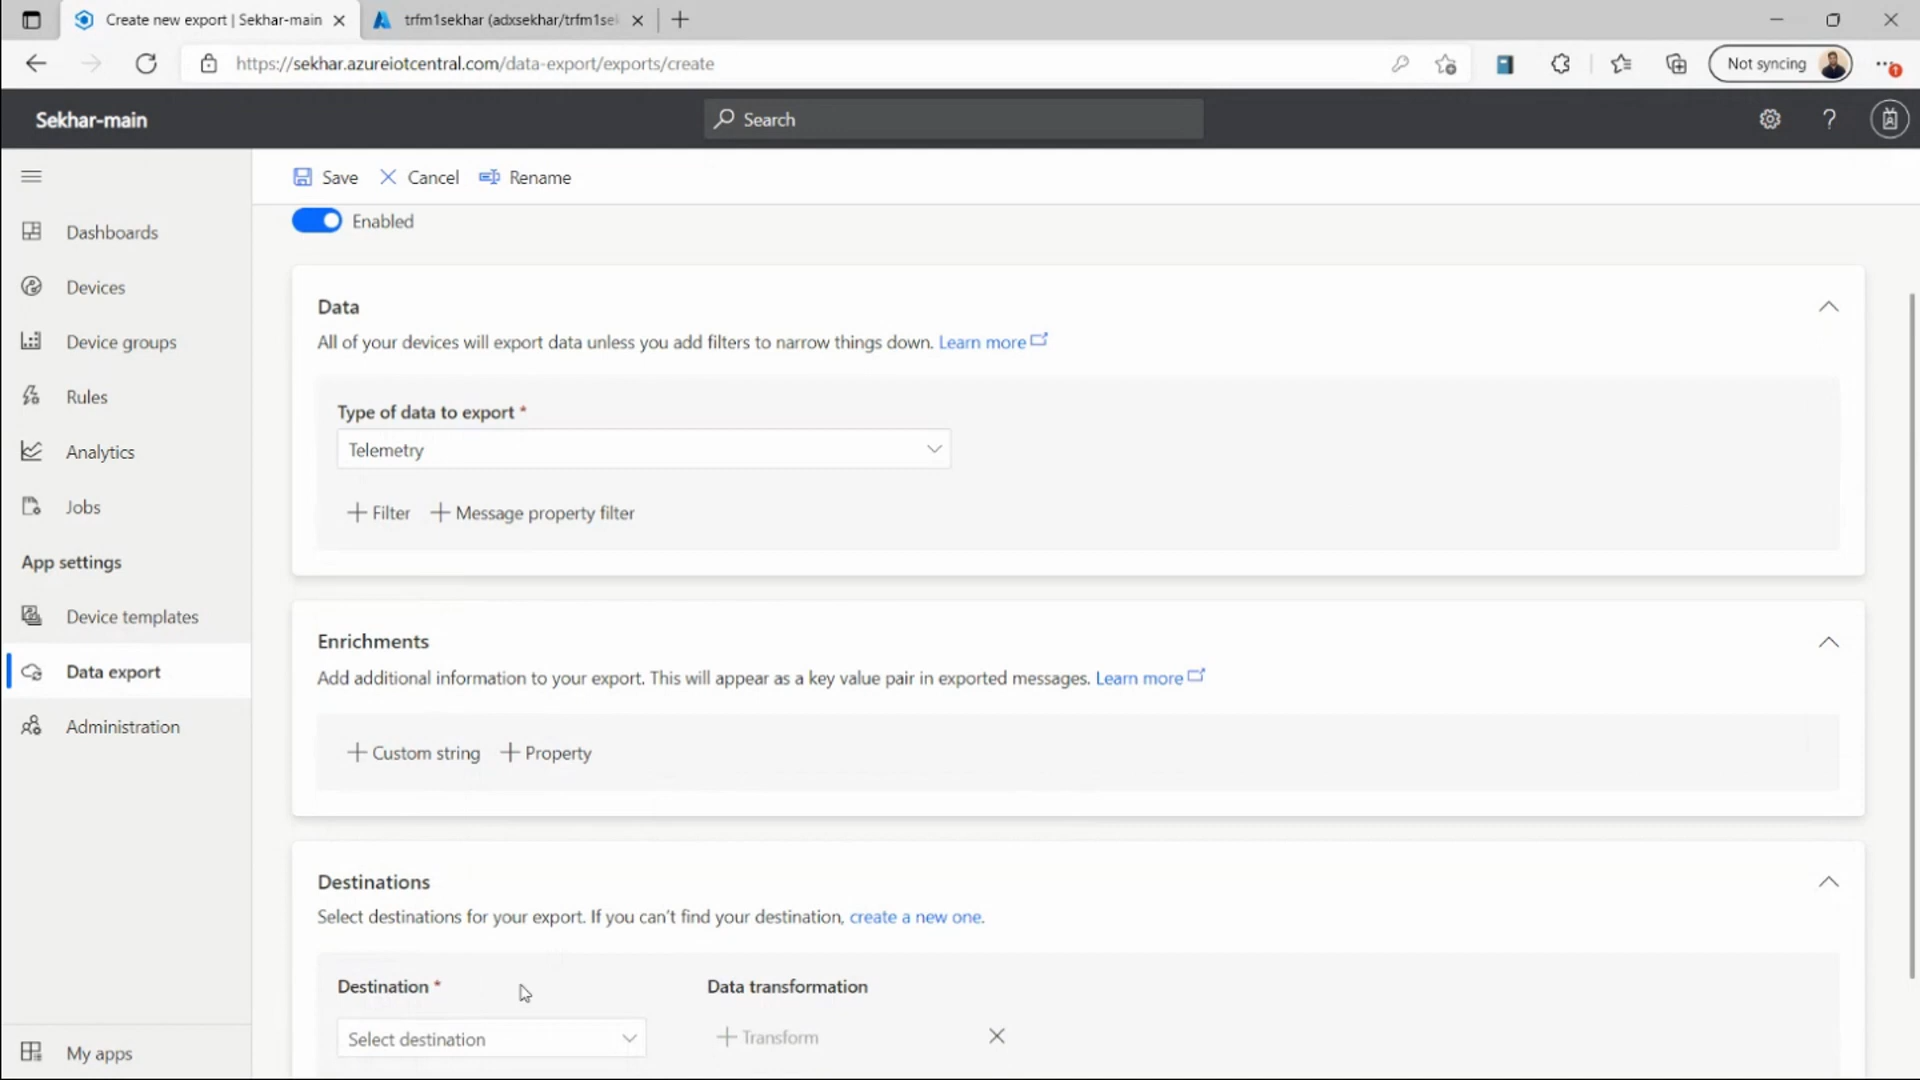 Create new export | Sekhar-main
trfm1sekhar (adxsekhar/trfm1sek
https://sekhar.azureiotcentral.com/data-export/exports/create
Not syncing
Sekhar-main
Search
Save
Cancel
Rename
Enabled
Dashboards
Devices
Device groups
Rules
Analytics
Jobs
App settings
Device templates
Data export
Administration
My apps
Data
All of your devices will export data unless you add filters to narrow things down. Learn more
Type of data to export *
Telemetry
Filter
Message property filter
Enrichments
Add additional information to your export. This will appear as a key value pair in exported messages. Learn more
Custom string
Property
Destinations
Select destinations for your export. If you can't find your destination, create a new one.
Destination *
Data transformation
Select destination
Transform